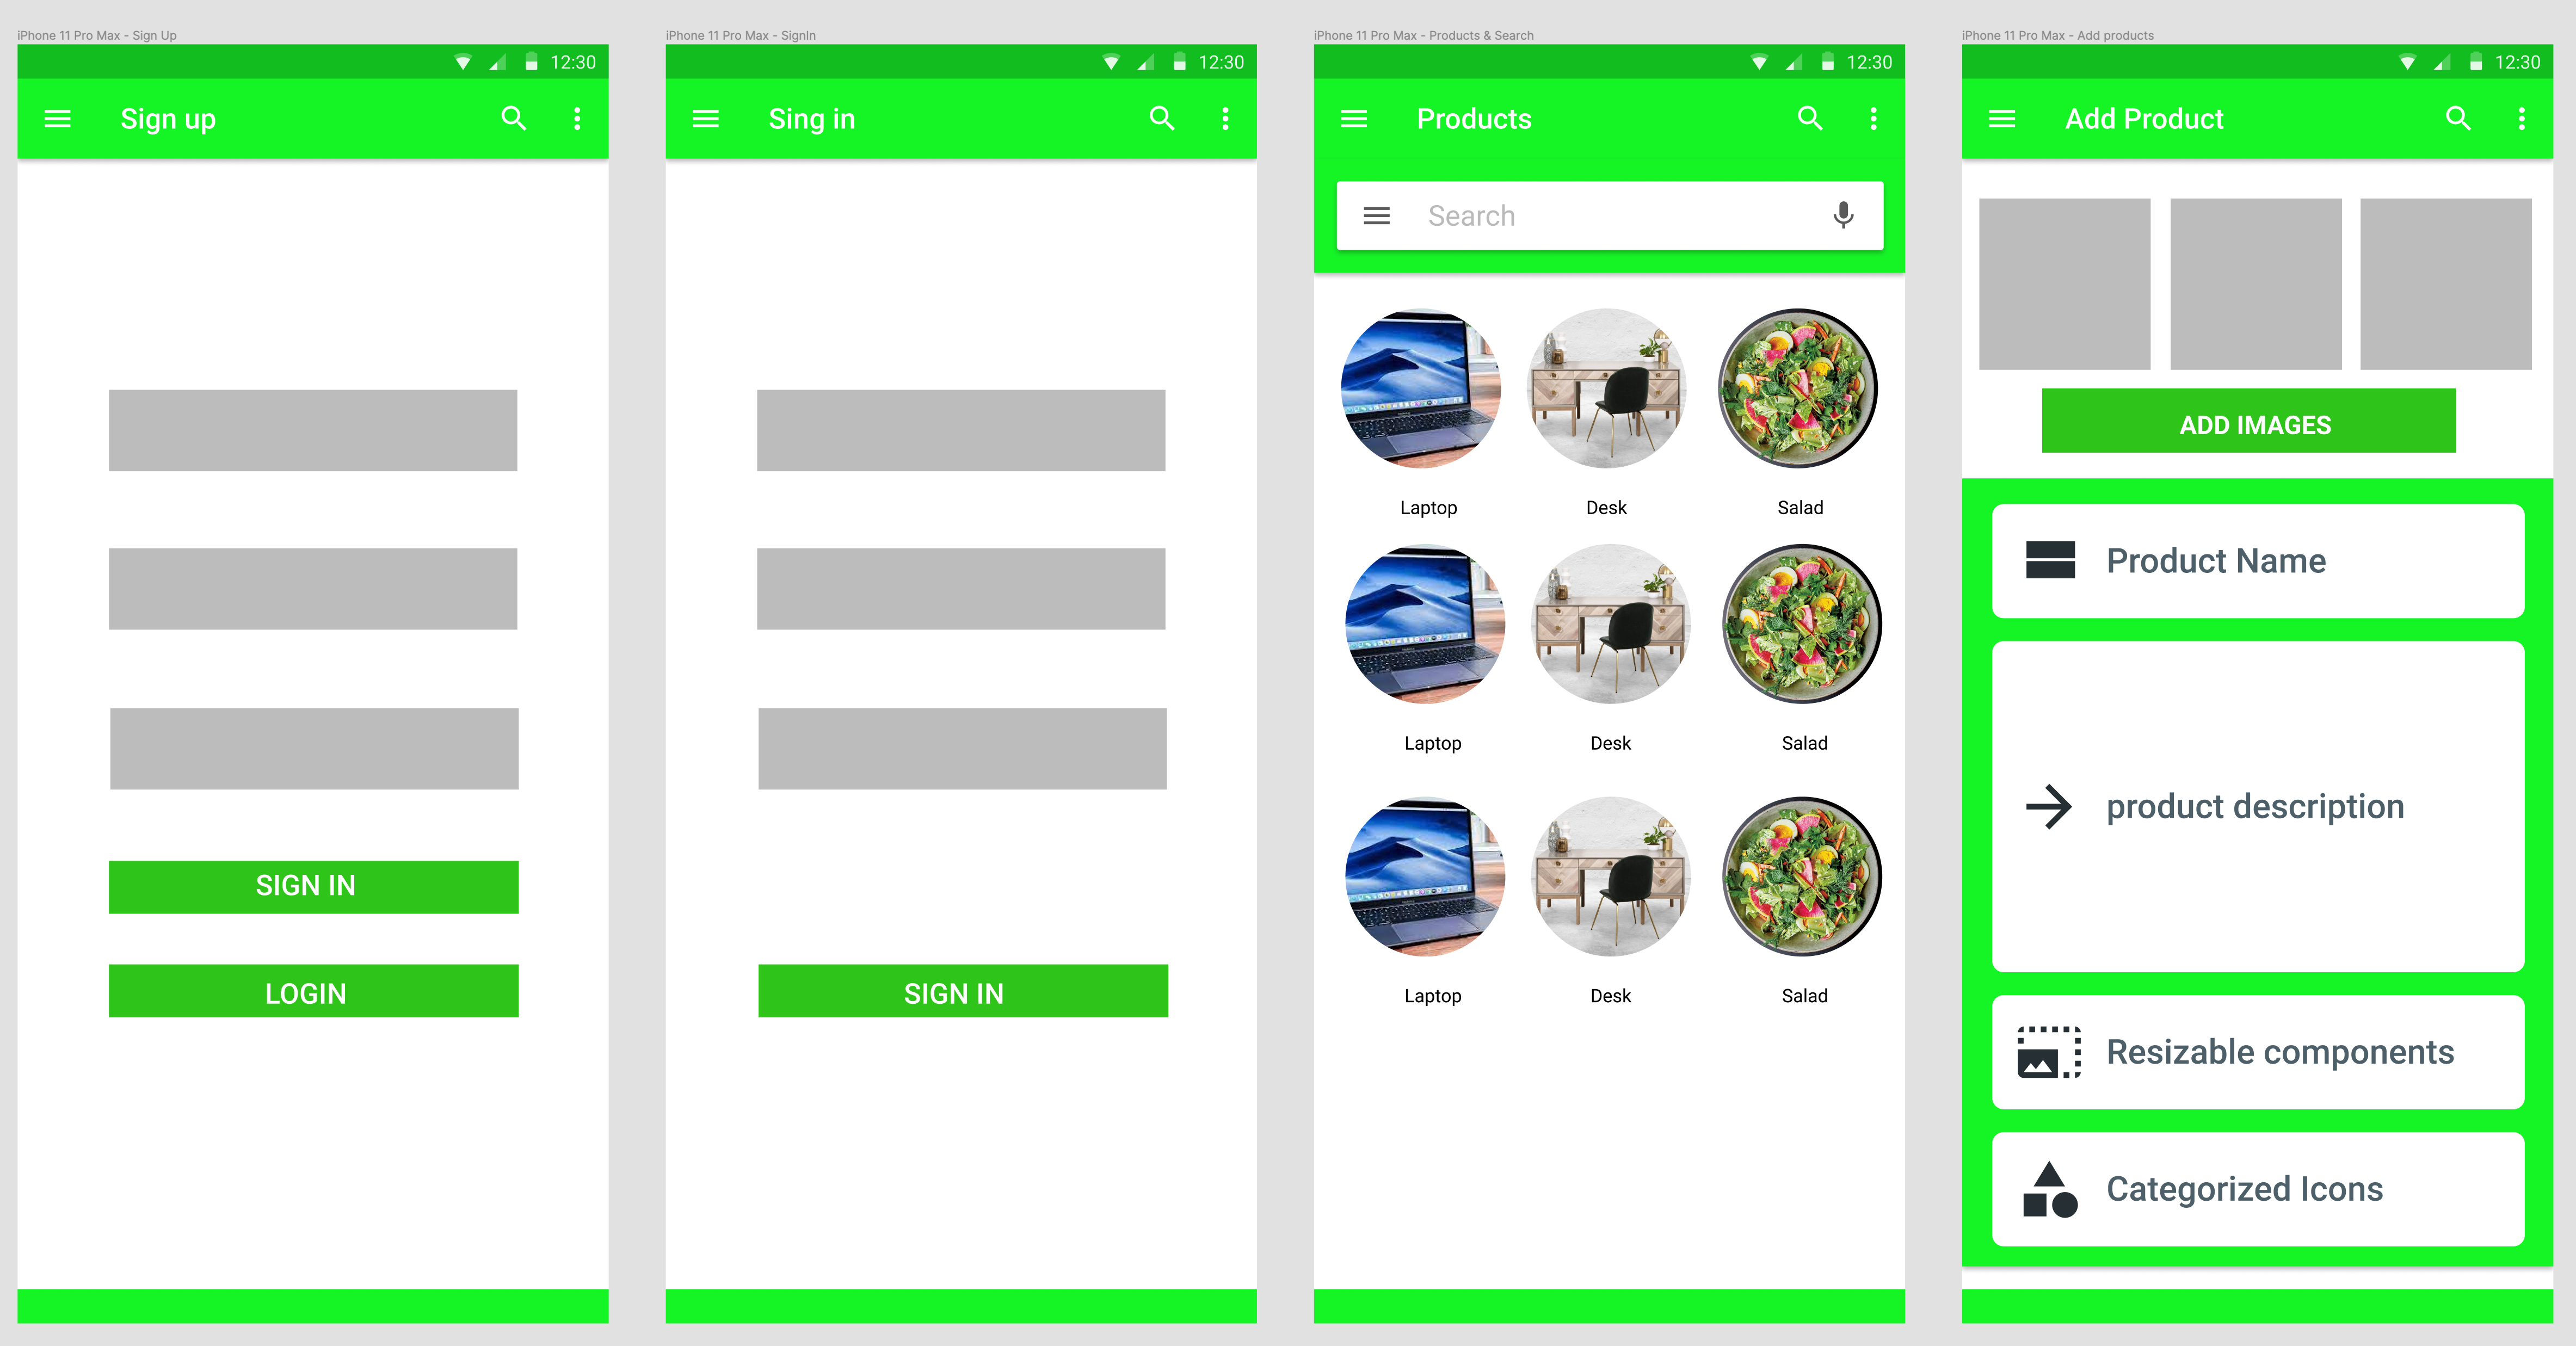 iPhone 11 Pro Max - Sign Up
12:30
Sign up
SIGN IN
LOGIN
iPhone 11 Pro Max - SignIn
12:30
Sing in
SIGN IN
iPhone 11 Pro Max - Products & Search
12:30
Products
Search
Laptop Desk Salad
Laptop Desk Salad
Laptop Desk Salad
iPhone 11 Pro Max - Add products
12:30
Add Product
ADD IMAGES
Product Name
product description
Resizable components
Categorized Icons